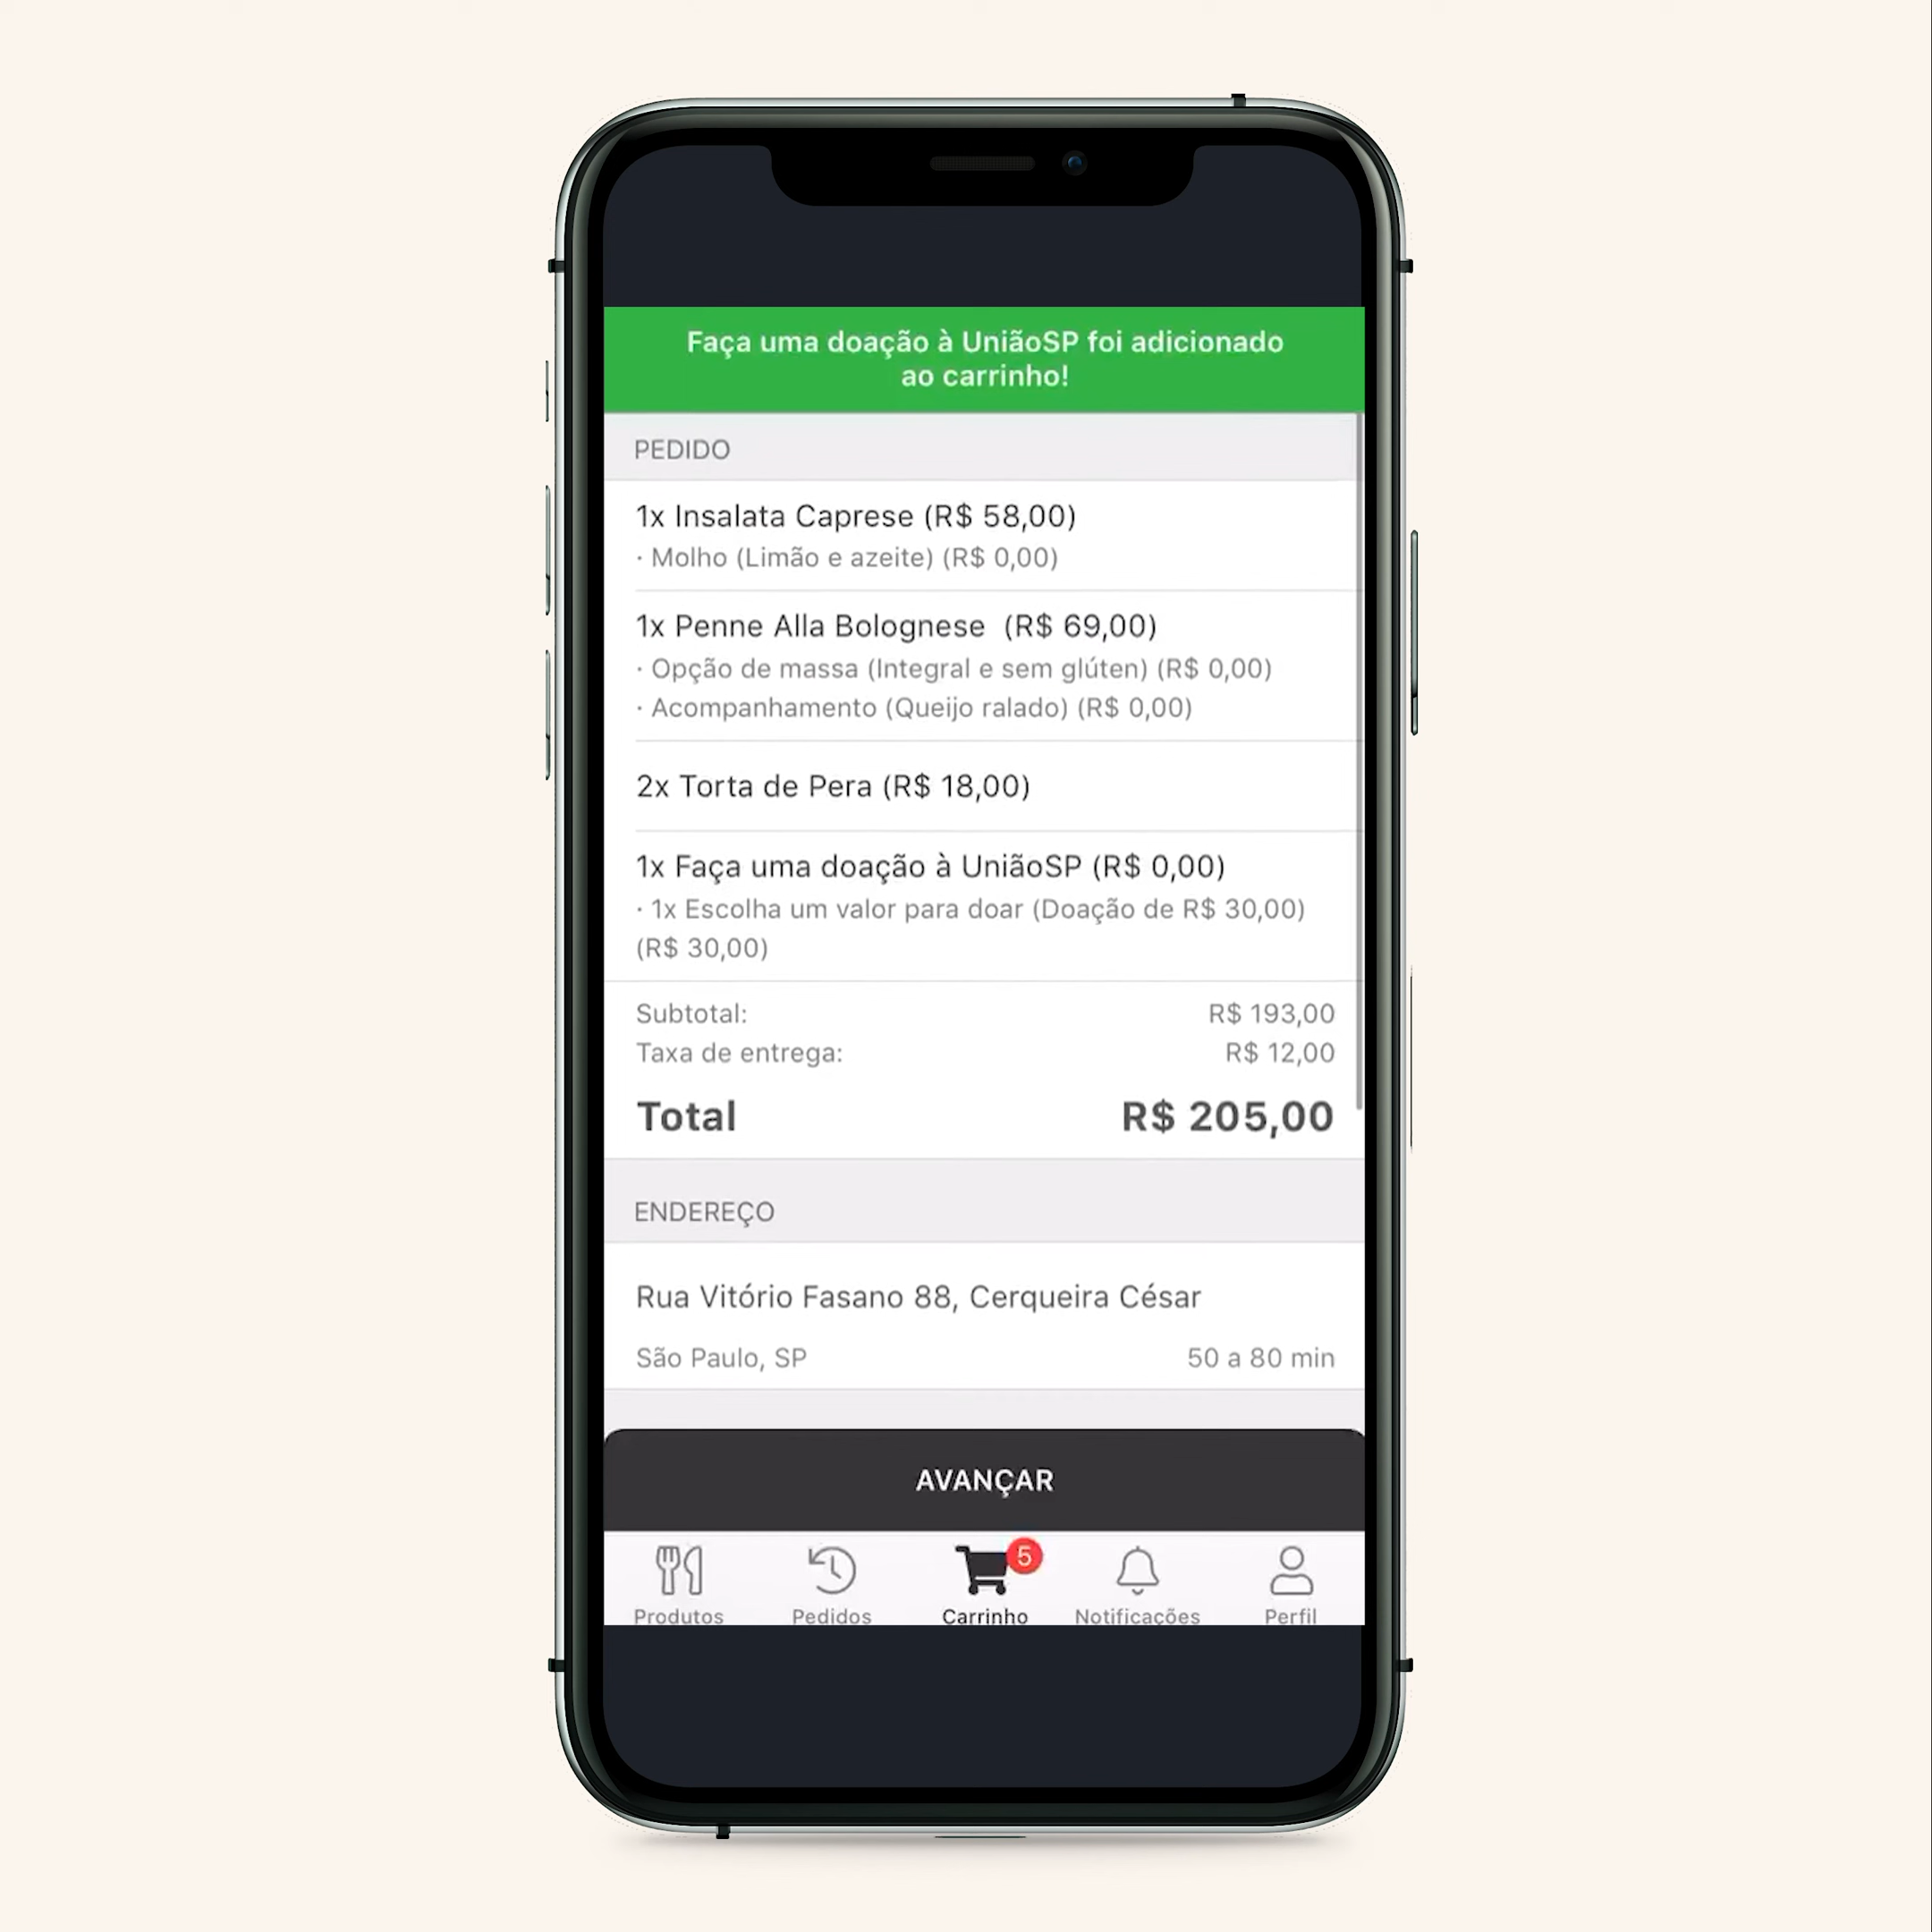 Faça uma doação à UniãoSP foi adicionado
ao carrinho!
PEDIDO
1x Insalata Caprese (R$ 58,00)
· Molho (Limão e azeite) (R$ 0,00)
1x Penne Alla Bolognese  (R$ 69,00)
· Opção de massa (Integral e sem glúten) (R$ 0,00)
· Acompanhamento (Queijo ralado) (R$ 0,00)
2x Torta de Pera (R$ 18,00)
1x Faça uma doação à UniãoSP (R$ 0,00)
· 1x Escolha um valor para doar (Doação de R$ 30,00)
(R$ 30,00)
Subtotal: R$ 193,00
Taxa de entrega: R$ 12,00
Total R$ 205,00
ENDEREÇO
Rua Vitório Fasano 88, Cerqueira César
São Paulo, SP 50 a 80 min
AVANÇAR
5
Produtos Pedidos Carrinho Notificações Perfil